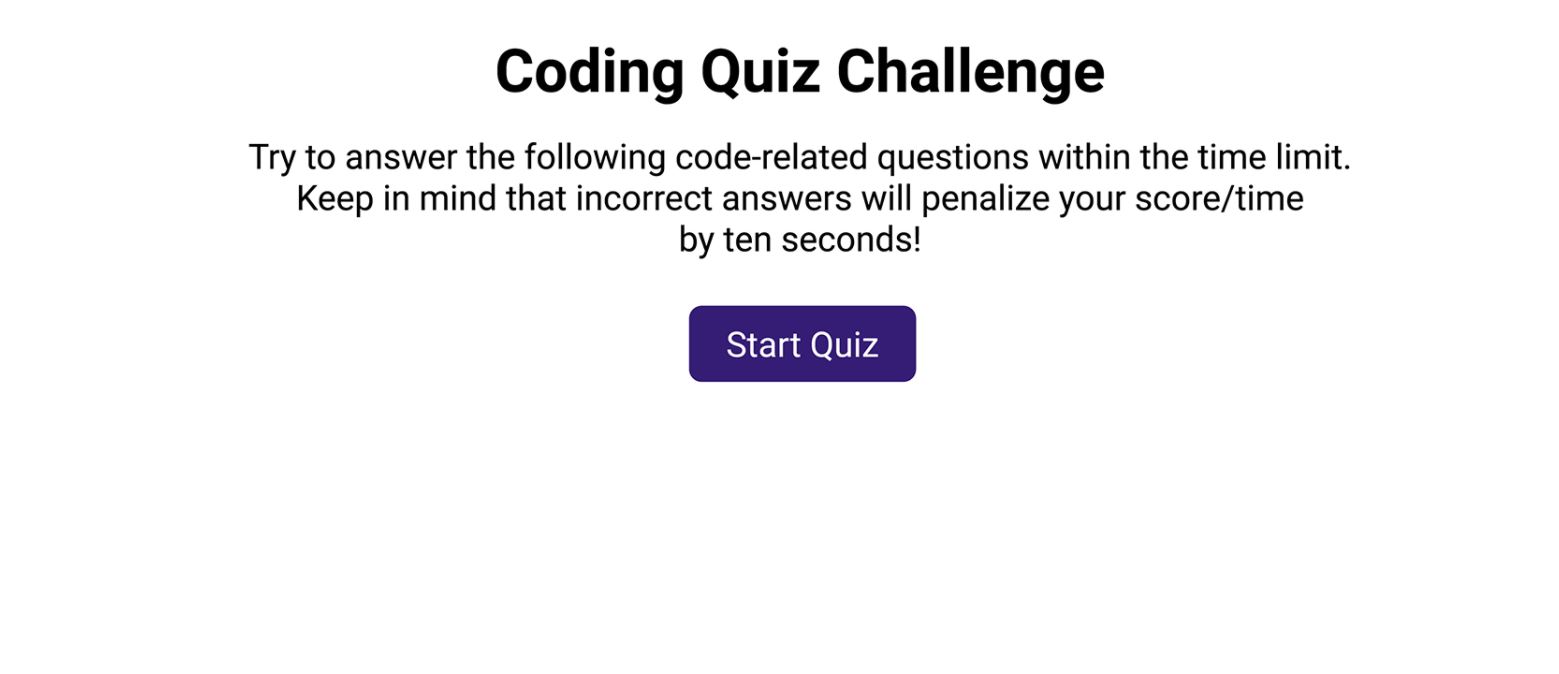 Coding Quiz Challenge
Try to answer the following code-related questions within the time limit.
Keep in mind that incorrect answers will penalize your score/time
by ten seconds!
Start Quiz